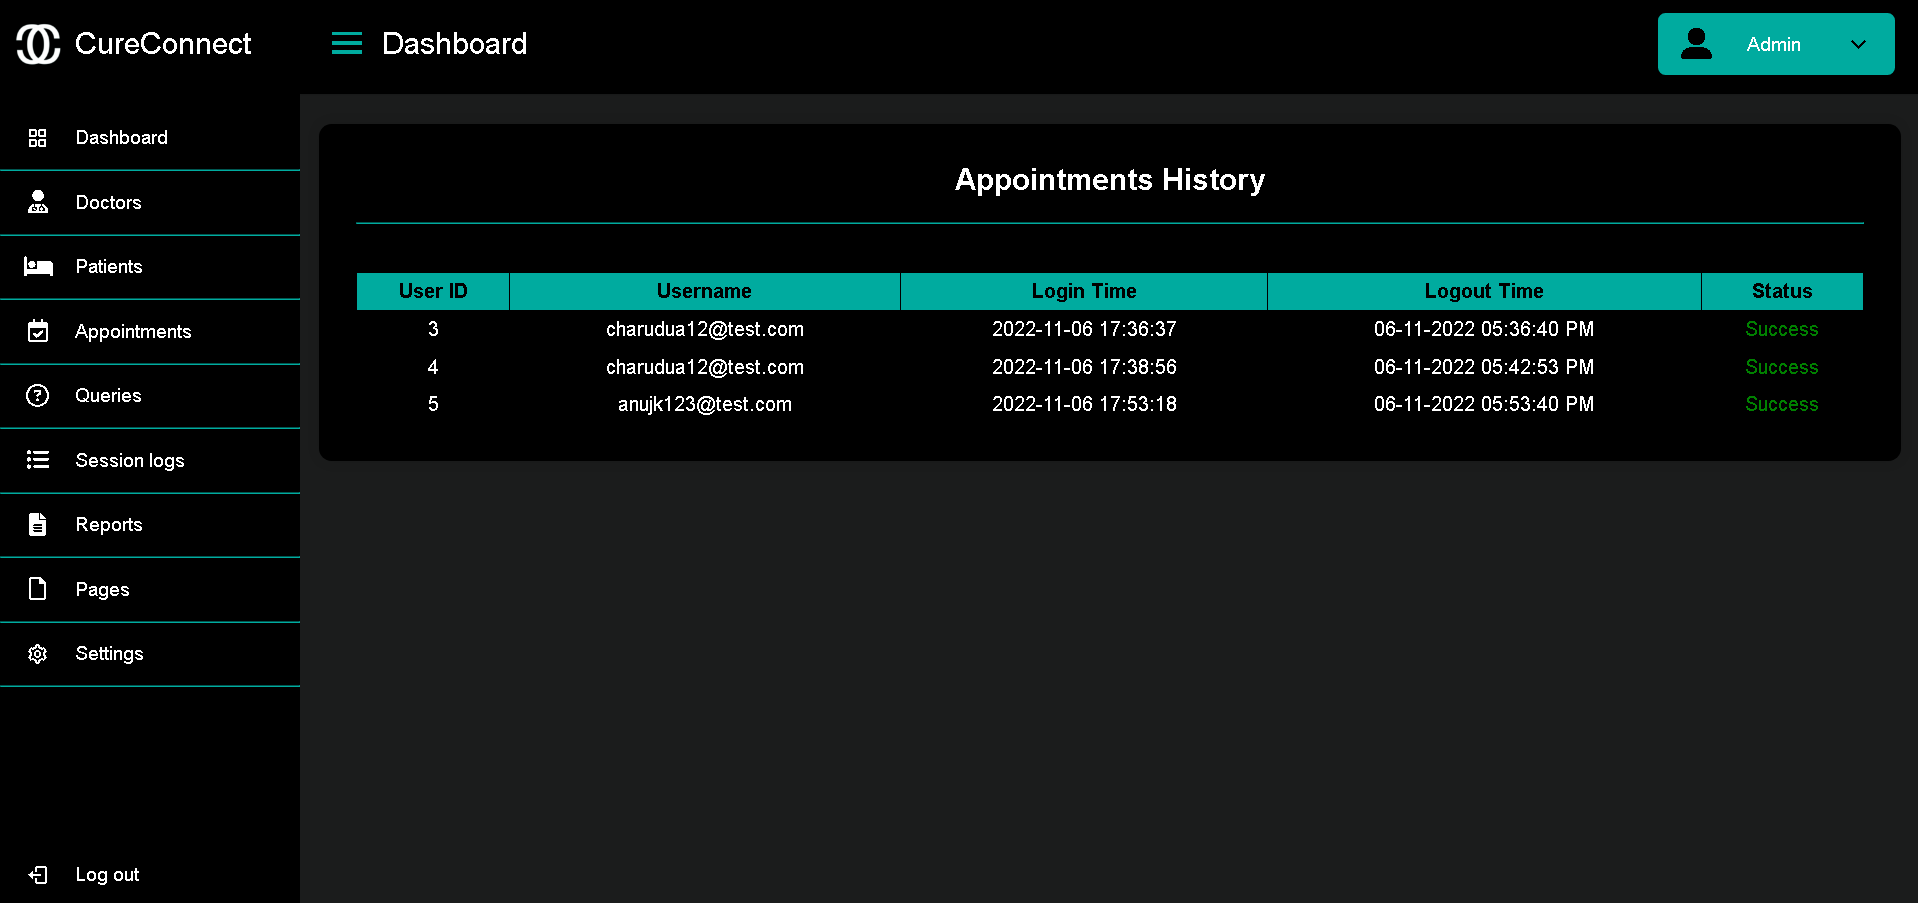 CureConnect
Dashboard
Admin
Dashboard
Doctors
Patients
Appointments
Queries
Session logs
Reports
Pages
Settings
Log out
Appointments History
User ID Username Login Time Logout Time Status
3 charudua12@test.com 2022-11-06 17:36:37 06-11-2022 05:36:40 PM Success
4 charudua12@test.com 2022-11-06 17:38:56 06-11-2022 05:42:53 PM Success
5 anujk123@test.com 2022-11-06 17:53:18 06-11-2022 05:53:40 PM Success